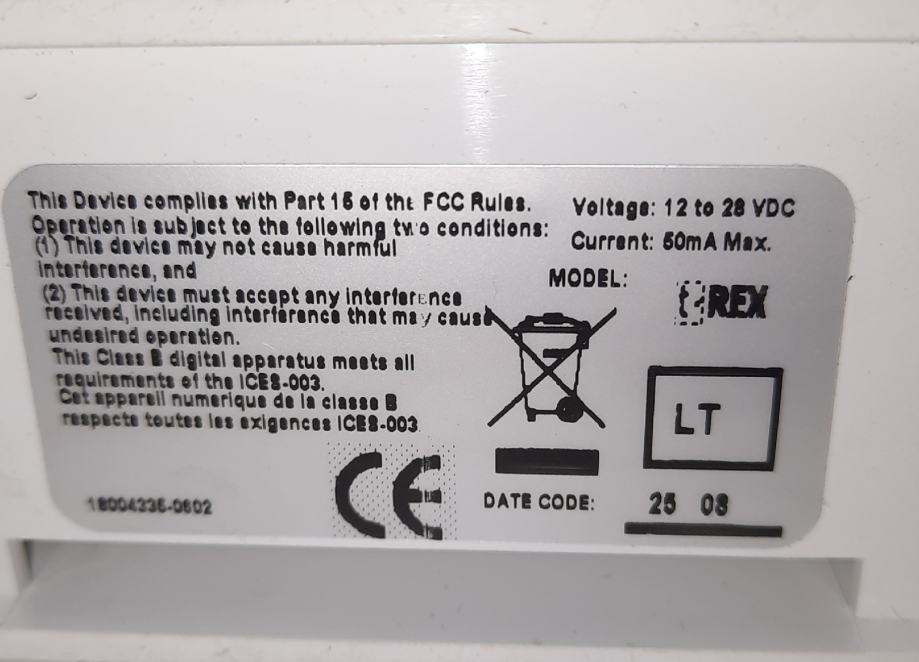 This Device complies with Part 15 of the FCC Rules.
Operation is subject to the following two conditions:
(1) This device may not cause harmful
interference, and
(2) This device must accept any interference
received, including interference that may cause
undesired operation.
This Class B digital apparatus meets all
requirements of the ICES-003.
Cet appareil numerique de la classe B
respecte toutes les exigences ICES-003
18004335-0602
CE
Voltage: 12 to 28 VDC
Current: 50mA Max.
MODEL:
t-REX
LT
DATE CODE: 25 08